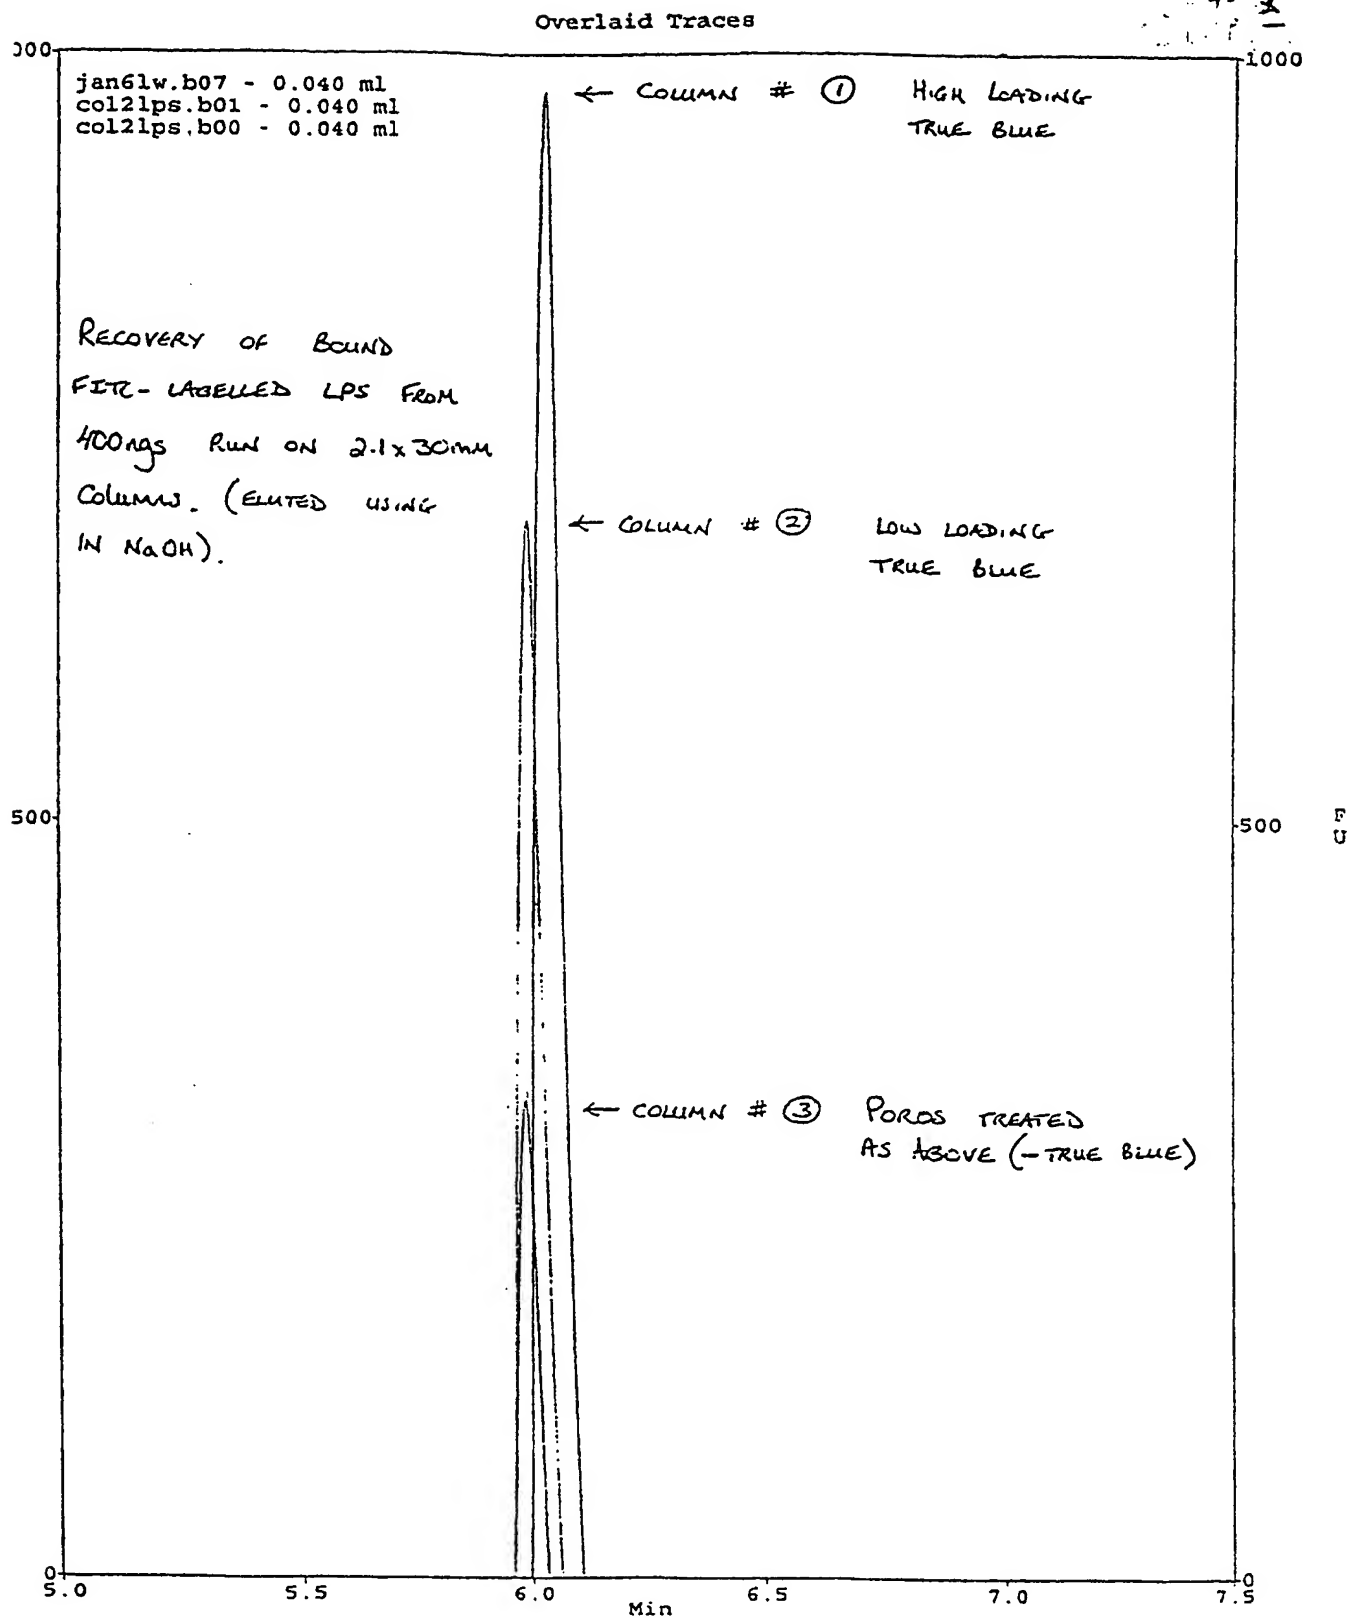 Overlaid Traces
1000
jan61w.b07 - 0.040 ml
col21ps.b01 - 0.040 ml
col21ps.b00 - 0.040 ml
← COLUMN # ① HIGH LOADING
TRUE BLUE
RECOVERY OF BOUND
FITC-LABELLED LPS FROM
400ngs RUN ON 2.1x30mm
COLUMNS. (ELUTED USING
1N NaOH).
← COLUMN # ② LOW LOADING
TRUE BLUE
500
500
F
U
← COLUMN # ③ POROS TREATED
AS ABOVE (-TRUE BLUE)
0
0
5.0 5.5 6.0 6.5 7.0 7.5
Min